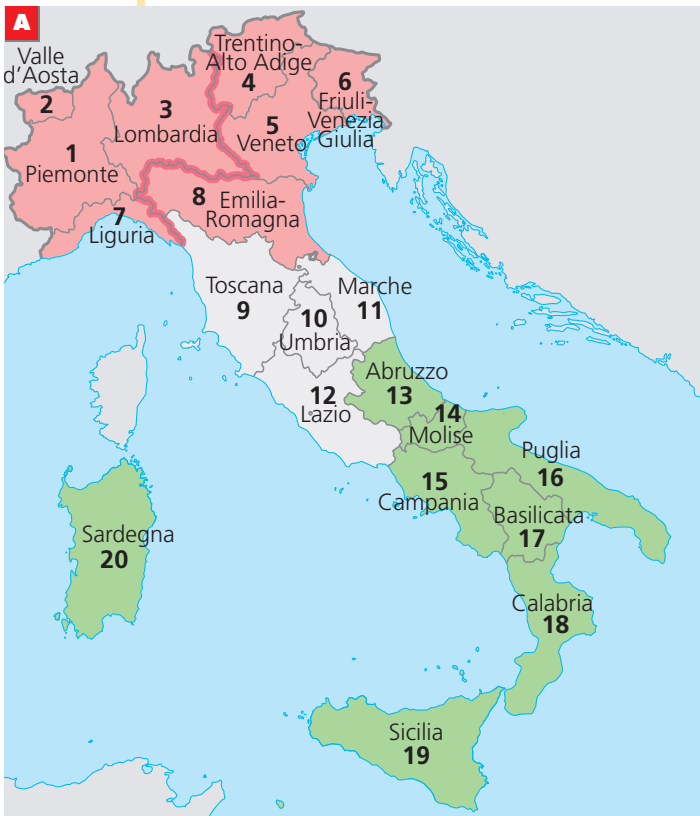 A
Valle
d'Aosta
2
Trentino-
Alto Adige
4
6
Friuli-
Venezia
Giulia
3
Lombardia
5
Veneto
1
Piemonte
8 Emilia-
Romagna
7
Liguria
Toscana
9
Marche
11
10
Umbria
Abruzzo
13
12
Lazio
14
Molise
Puglia
16
15
Campania
Basilicata
17
Sardegna
20
Calabria
18
Sicilia
19